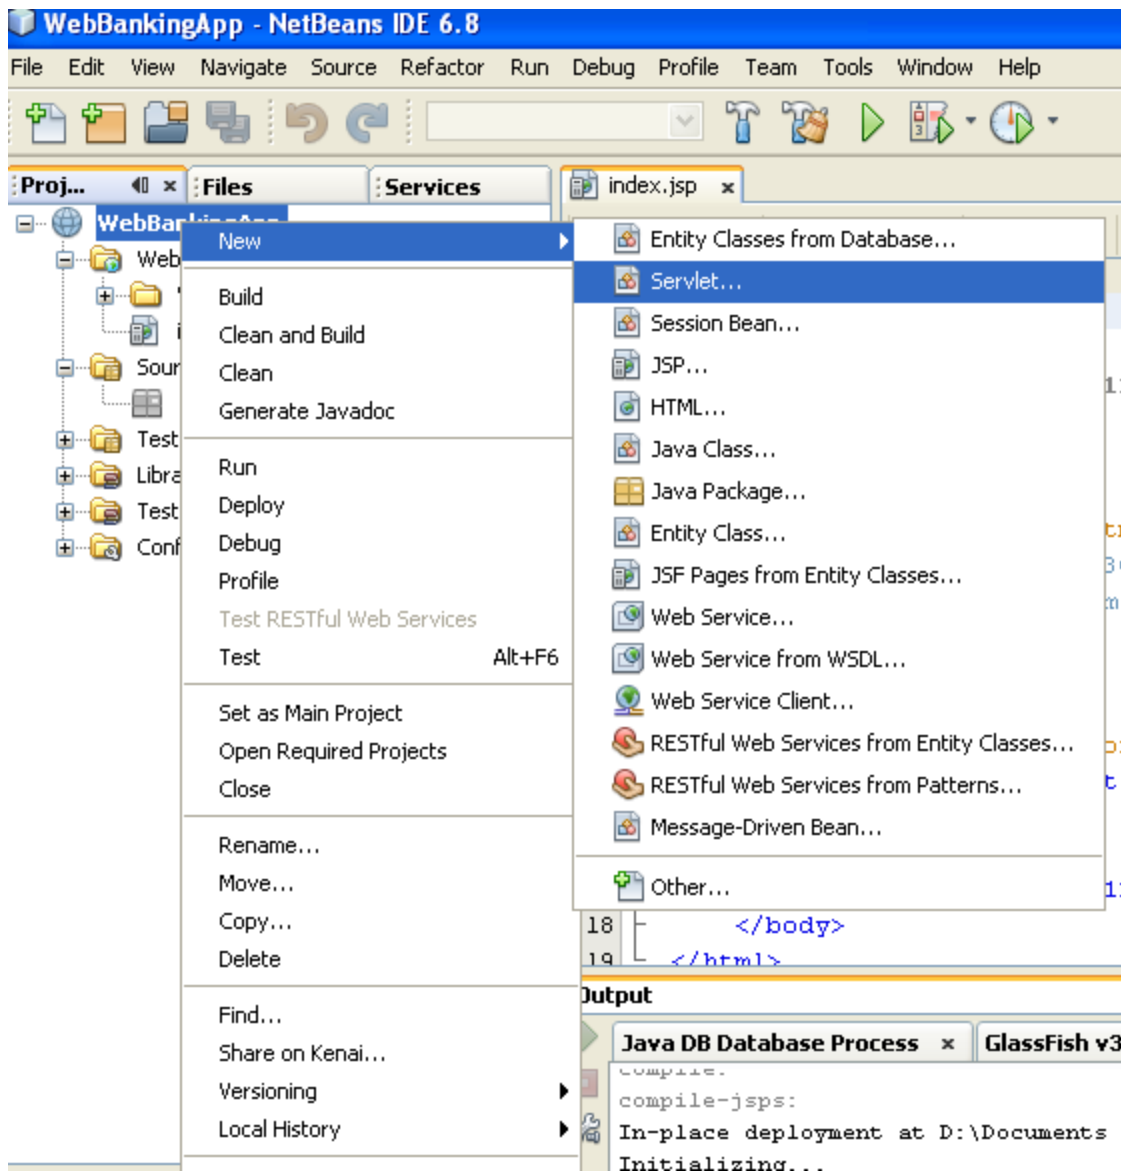 WebBankingApp - NetBeans IDE 6.8
File Edit View Navigate Source Refactor Run Debug Profile Team Tools Window Help
Proj... Files Services index.jsp
New
Build
Clean and Build
Clean
Generate Javadoc
Run
Deploy
Debug
Profile
Test RESTful Web Services
Test Alt+F6
Set as Main Project
Open Required Projects
Close
Rename...
Move...
Copy...
Delete
Find...
Share on Kenai...
Versioning
Local History
Entity Classes from Database...
Servlet...
Session Bean...
JSP...
HTML...
Java Class...
Java Package...
Entity Class...
JSF Pages from Entity Classes...
Web Service...
Web Service from WSDL...
Web Service Client...
RESTful Web Services from Entity Classes...
RESTful Web Services from Patterns...
Message-Driven Bean...
Other...
18 </body>
19 </html>
Output
Java DB Database Process GlassFish v3
compile:
compile-jsps:
In-place deployment at D:\Documents
Initializing...